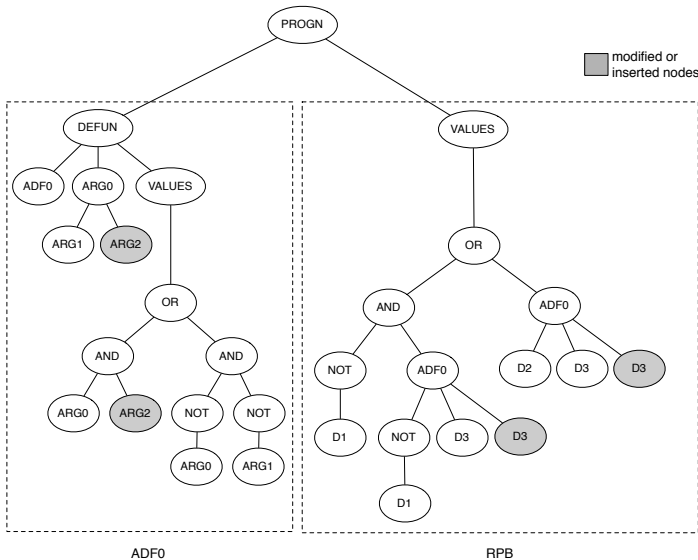 PROGN
modified or
inserted nodes
DEFUN
VALUES
ADF0
ARG0
VALUES
ARG1
ARG2
OR
OR
AND
ADF0
AND
AND
NOT
ADF0
D2
D3
D3
ARG0
ARG2
NOT
NOT
D1
NOT
D3
D3
ARG0
ARG1
D1
ADF0
RPB